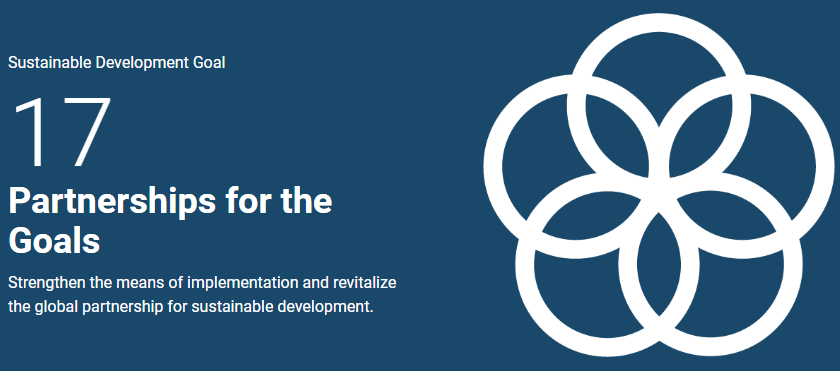 Sustainable Development Goal
17
Partnerships for the
Goals
Strengthen the means of implementation and revitalize
the global partnership for sustainable development.